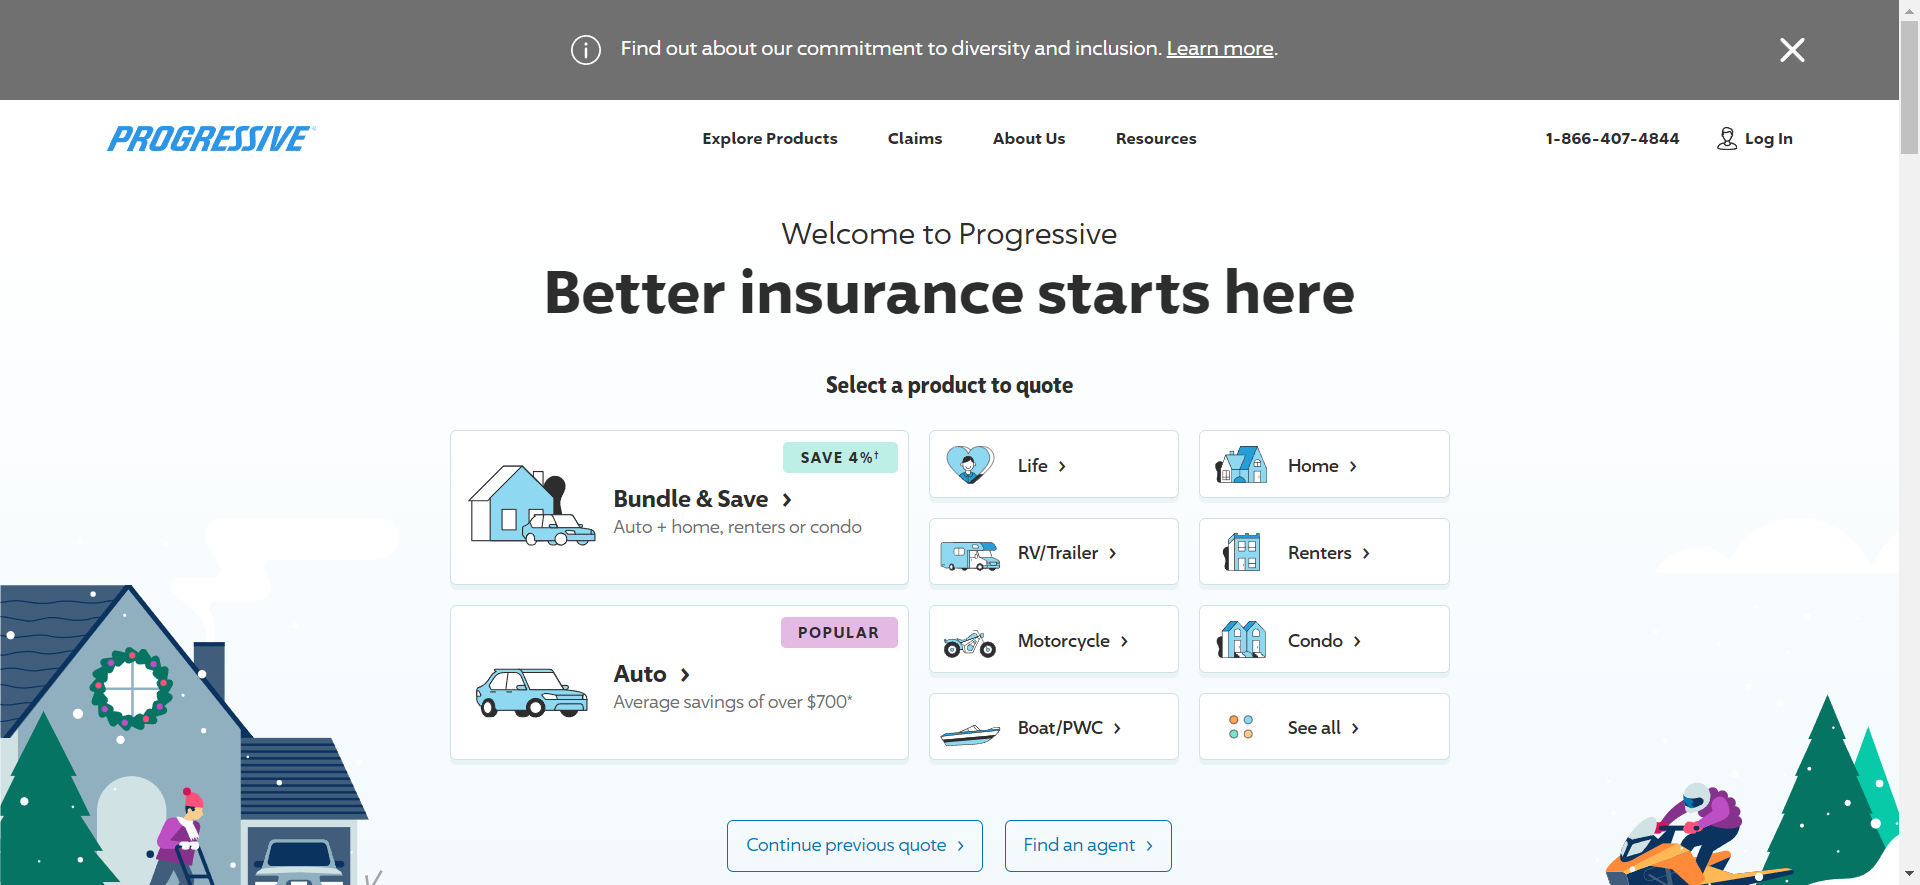 Find out about our commitment to diversity and inclusion. Learn more.
PROGRESSIVE
Explore Products
Claims
About Us
Resources
1-866-407-4844
Log In
Welcome to Progressive
Better insurance starts here
Select a product to quote
SAVE 4%†
Bundle & Save
Auto + home, renters or condo
POPULAR
Auto
Average savings of over $700*
Life
Home
RV/Trailer
Renters
Motorcycle
Condo
Boat/PWC
See all
Continue previous quote
Find an agent